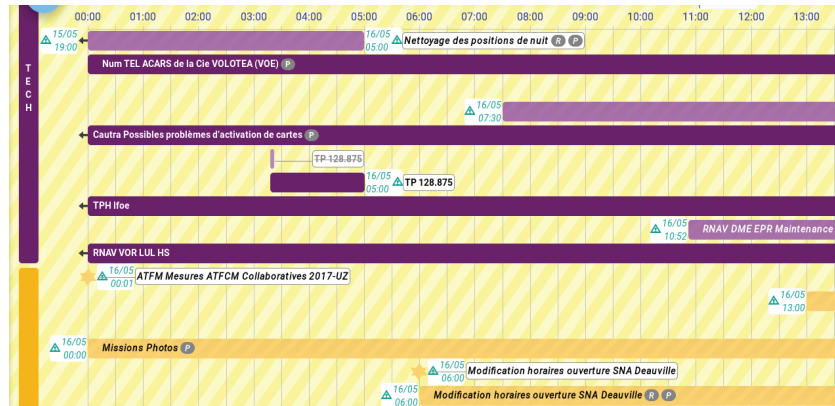 00:00 01:00 02:00 03:00 04:00 05:00 06:00 07:00 08:00 09:00 10:00 11:00 12:00 13:00
15/05 19:00
16/05 05:00 Nettoyage des positions de nuit R P
TECH
Num TEL ACARS de la Cie VOLOTEA (VOE) P
16/05 07:30
Cautra Possibles problèmes d'activation de cartes P
TP 128.875
16/05 05:00 TP 128.875
TPH Ifoe
16/05 10:52 RNAV DME EPR Maintenance
RNAV VOR LUL HS
16/05 00:01 ATFM Mesures ATFCM Collaboratives 2017-UZ
16/05 13:00
16/05 00:00 Missions Photos P
16/05 06:00 Modification horaires ouverture SNA Deauville
16/05 06:00 Modification horaires ouverture SNA Deauville R P